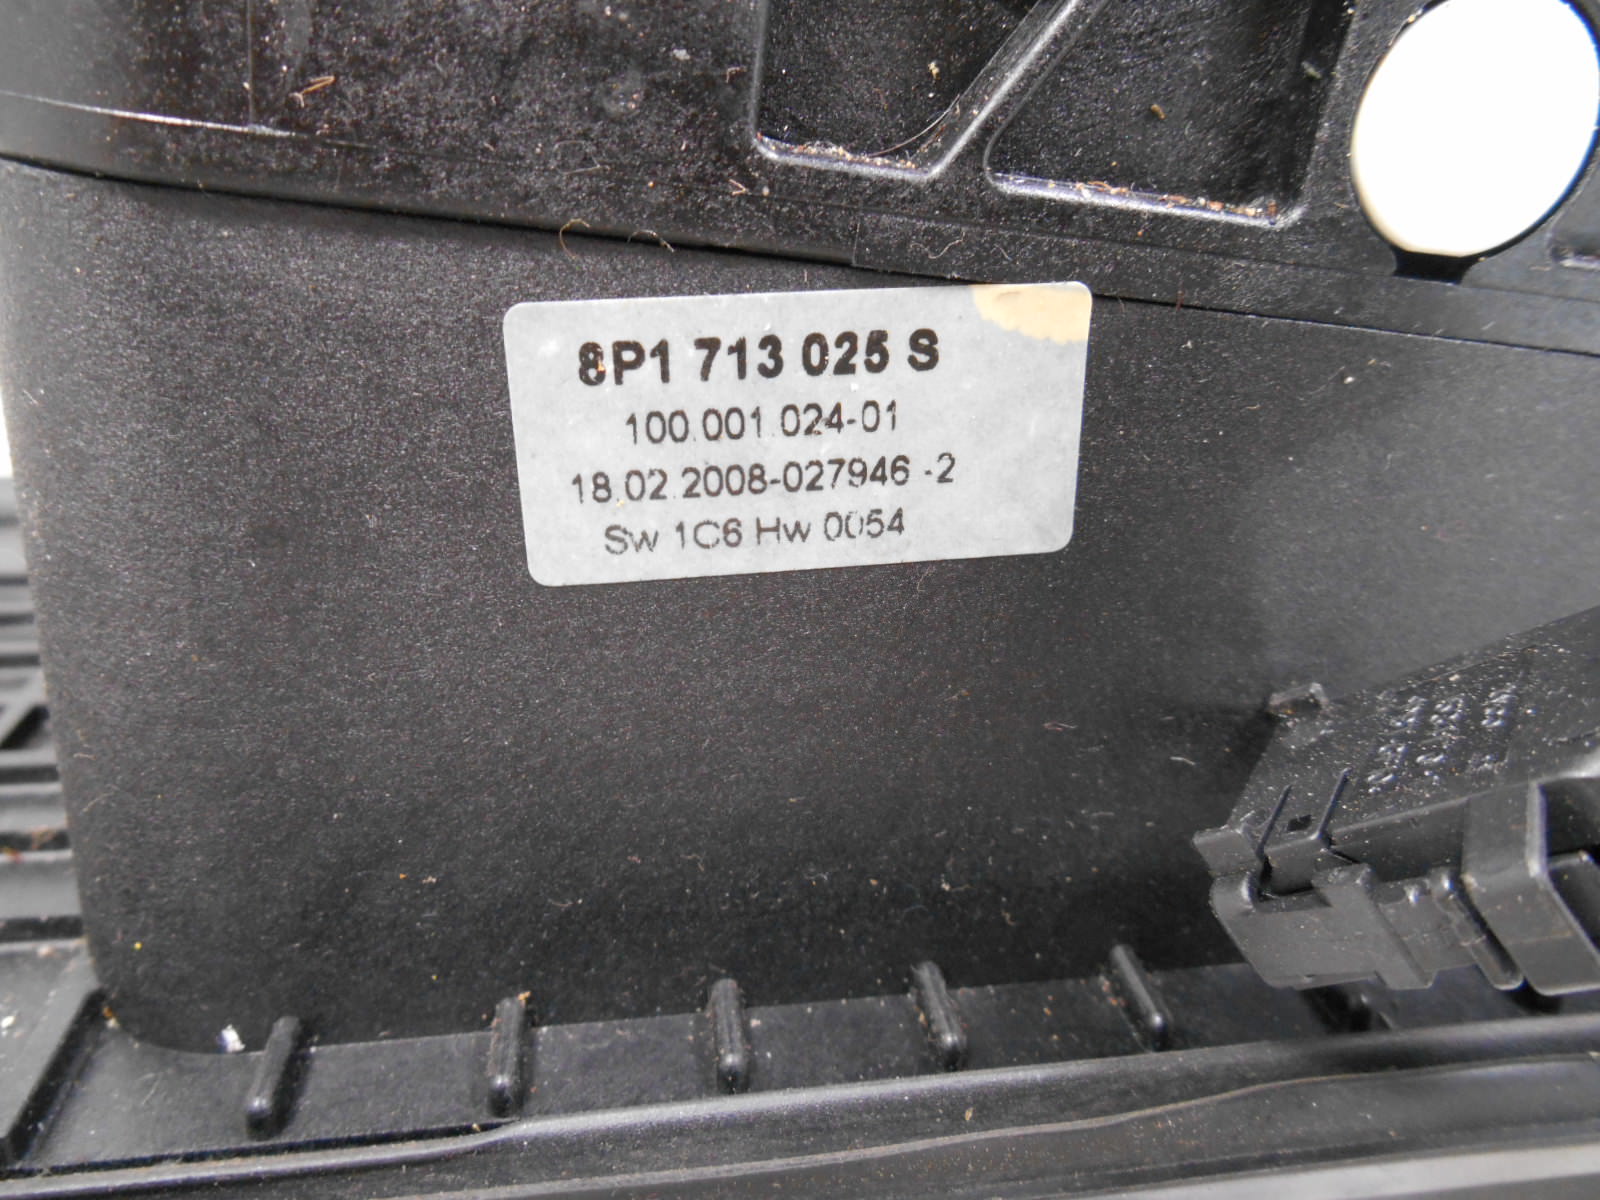 8P1 713 025 S
100.001.024-01
18.02.2008-027946 -2
Sw 1C6 Hw 0054